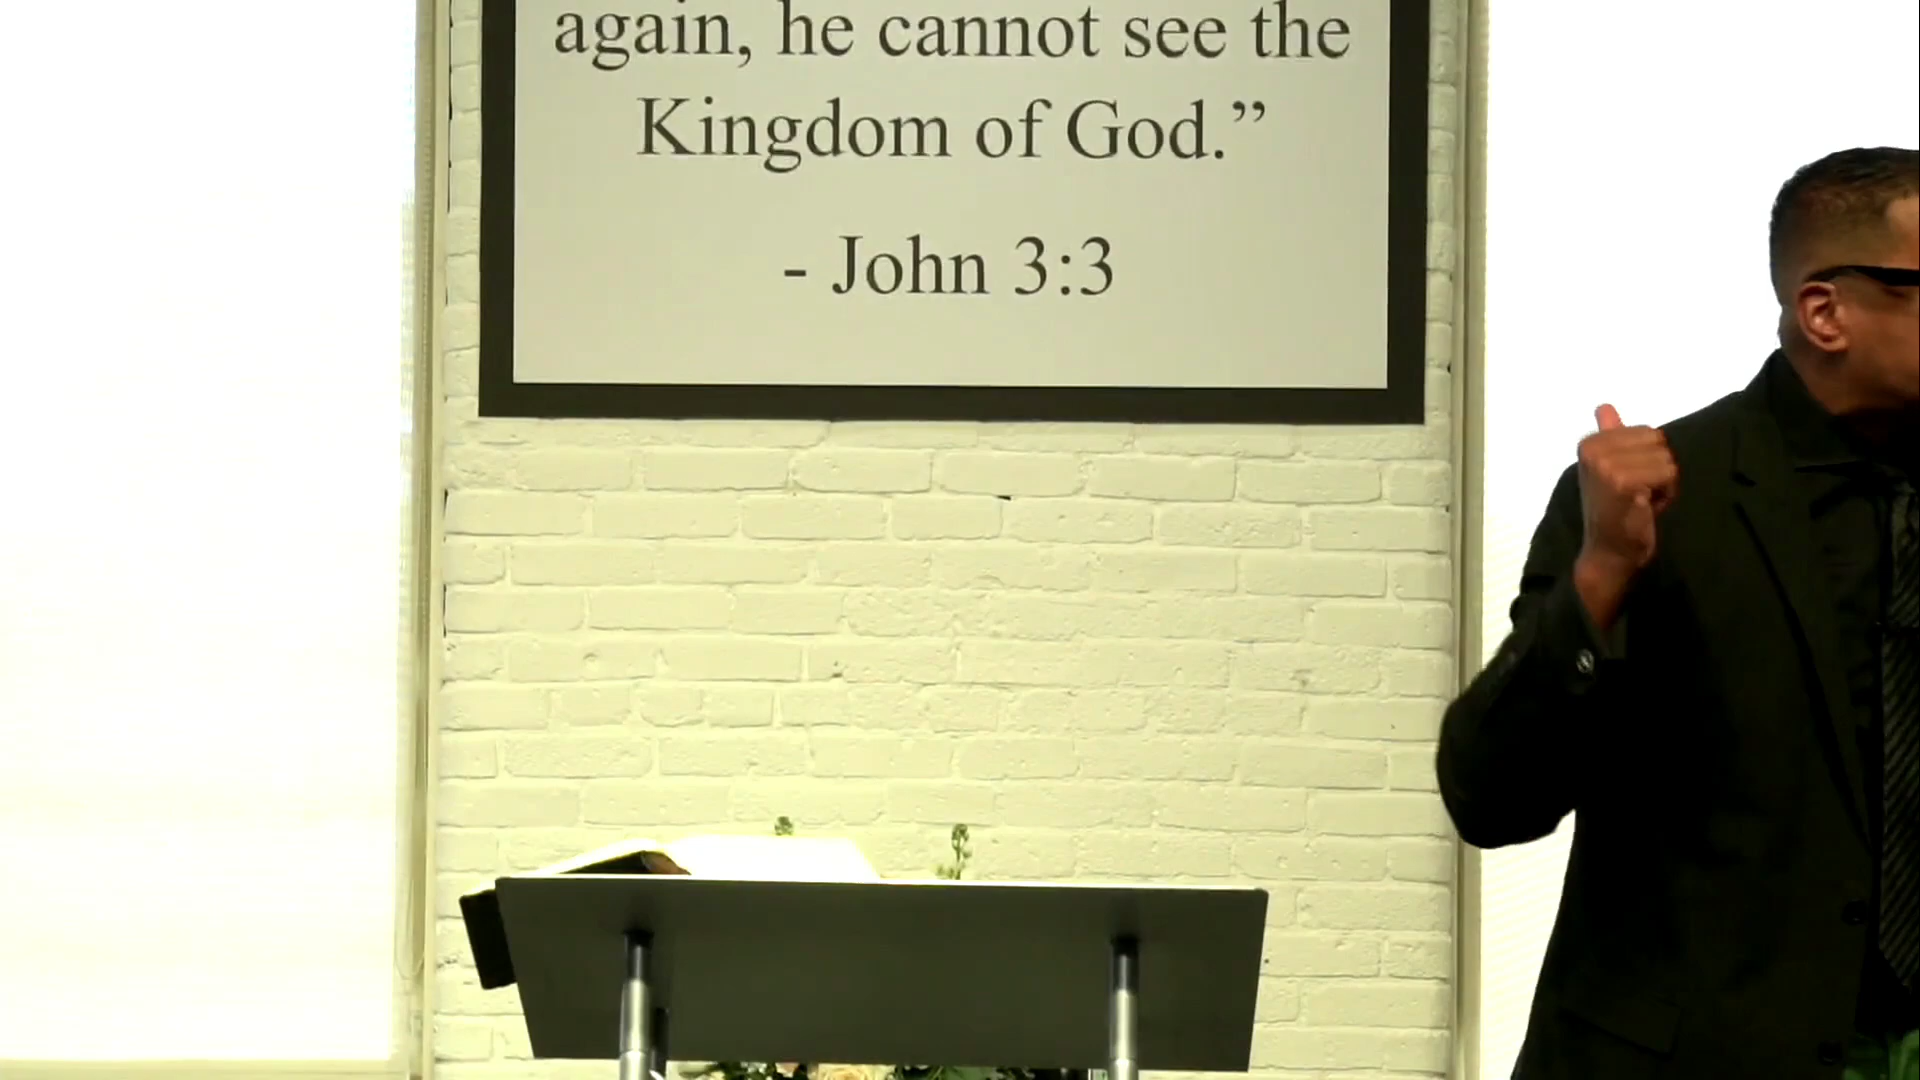 again, he cannot see the
Kingdom of God.”
- John 3:3